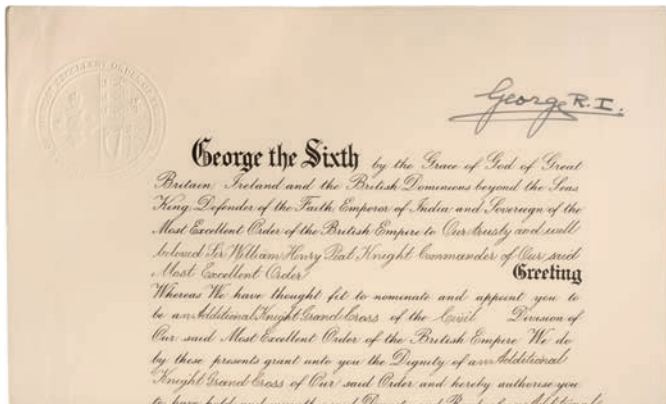 George R.I.
George the Sixth by the Grace of God of Great
Britain, Ireland and the British Dominions beyond the Seas
King, Defender of the Faith, Emperor of India and Sovereign of the
Most Excellent Order of the British Empire to Our trusty and well
beloved Sir William Henry Peat Knight Commander of Our said
Most Excellent Order Greeting
Whereas We have thought fit to nominate and appoint you to
be an Additional Knight Grand Cross of the Civil Division of
Our said Most Excellent Order of the British Empire We do
by these presents grant unto you the Dignity of an Additional
Knight Grand Cross of Our said Order and hereby authorise you
to have hold and